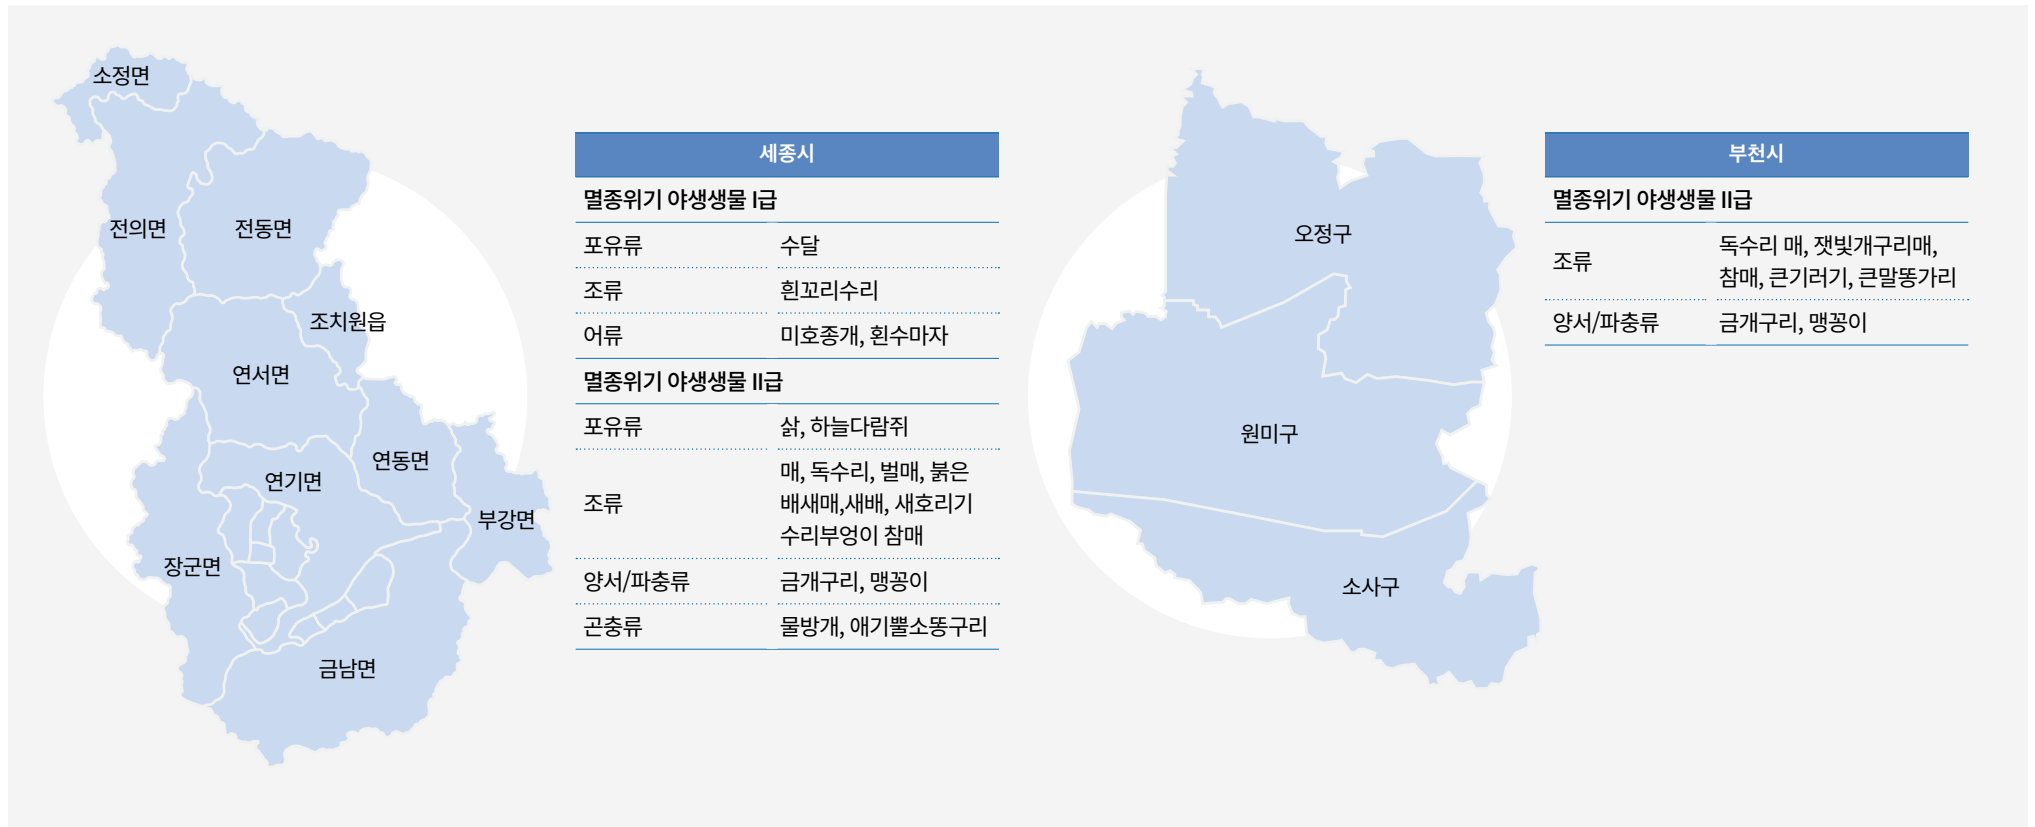 소정면
전의면
전동면
조치원읍
연서면
연기면
연동면
부강면
장군면
금남면
세종시
멸종위기 야생생물 I급
포유류 수달
조류 흰꼬리수리
어류 미호종개, 흰수마자
멸종위기 야생생물 II급
포유류 삵, 하늘다람쥐
조류 매, 독수리, 벌매, 붉은
배새매,새배, 새호리기
수리부엉이 참매
양서/파충류 금개구리, 맹꽁이
곤충류 물방개, 애기뿔소똥구리
오정구
원미구
소사구
부천시
멸종위기 야생생물 II급
조류 독수리 매, 잿빛개구리매,
참매, 큰기러기, 큰말똥가리
양서/파충류 금개구리, 맹꽁이